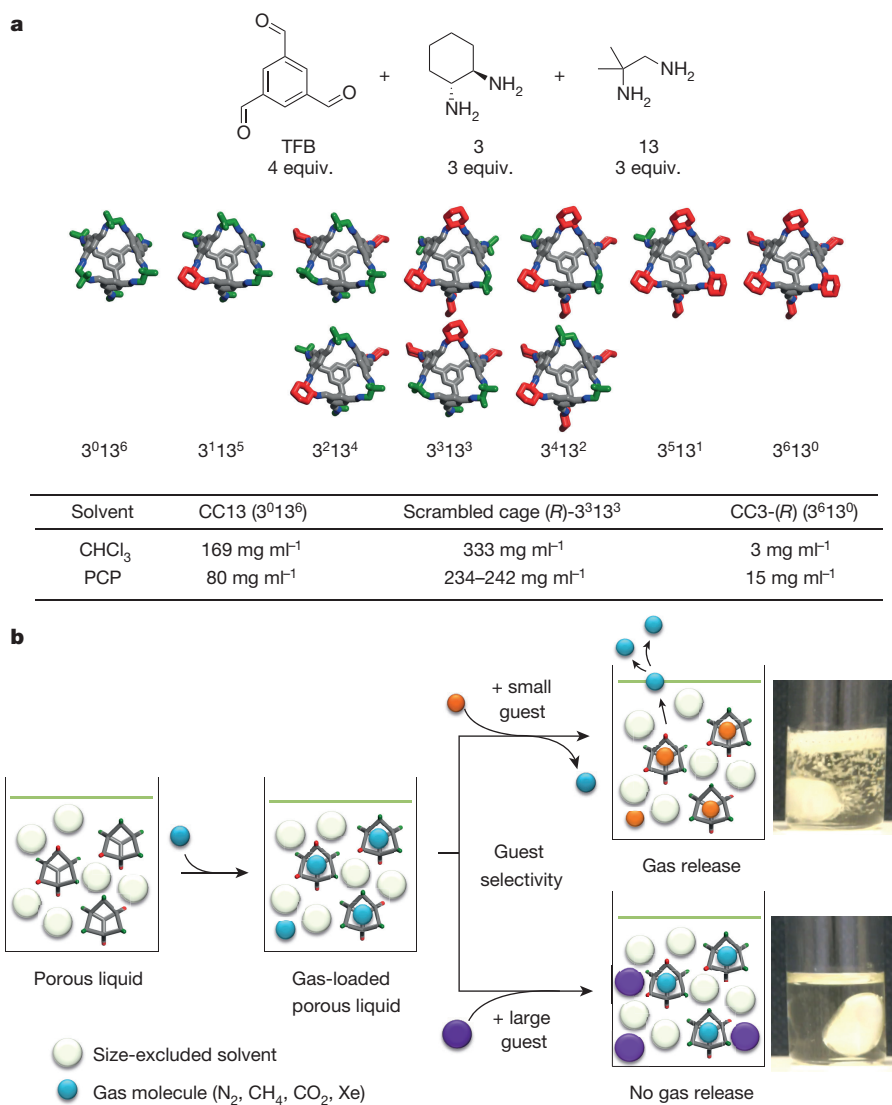 a
O
O
O
+
NH₂
NH₂
+
NH₂
NH₂
TFB
4 equiv.
3
3 equiv.
13
3 equiv.
3⁰13⁶ 3¹13⁵ 3²13⁴ 3³13³ 3⁴13² 3⁵13¹ 3⁶13⁰
Solvent CC13 (3⁰13⁶) Scrambled cage (R)-3³13³ CC3-(R) (3⁶13⁰)
CHCl₃ 169 mg ml⁻¹ 333 mg ml⁻¹ 3 mg ml⁻¹
PCP 80 mg ml⁻¹ 234–242 mg ml⁻¹ 15 mg ml⁻¹
b
Porous liquid
Gas-loaded
porous liquid
+ small
guest
Guest
selectivity
+ large
guest
Gas release
No gas release
Size-excluded solvent
Gas molecule (N₂, CH₄, CO₂, Xe)